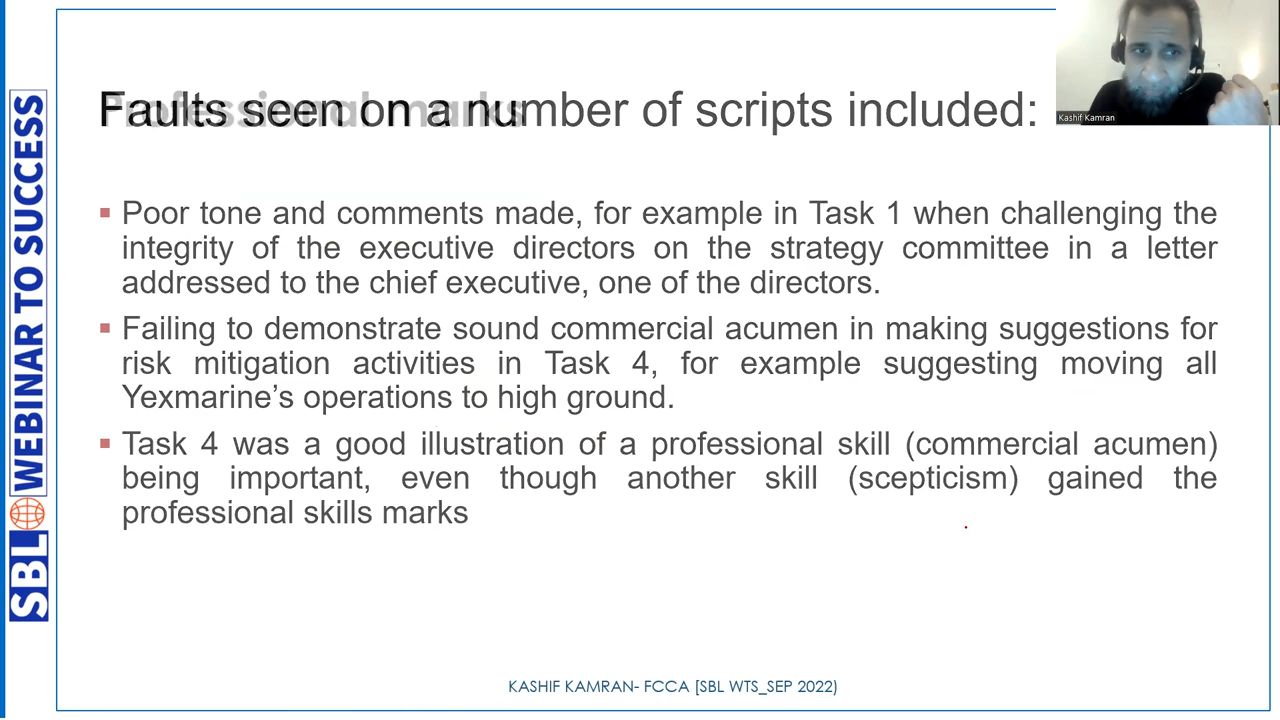 Faults seen on a number of scripts included:
Professional marks
Kashif Kamran
▪ Poor tone and comments made, for example in Task 1 when challenging the
integrity of the executive directors on the strategy committee in a letter
addressed to the chief executive, one of the directors.
▪ Failing to demonstrate sound commercial acumen in making suggestions for
risk mitigation activities in Task 4, for example suggesting moving all
Yexmarine’s operations to high ground.
▪ Task 4 was a good illustration of a professional skill (commercial acumen)
being important, even though another skill (scepticism) gained the
professional skills marks
SBL WEBINAR TO SUCCESS
KASHIF KAMRAN- FCCA [SBL WTS_SEP 2022)